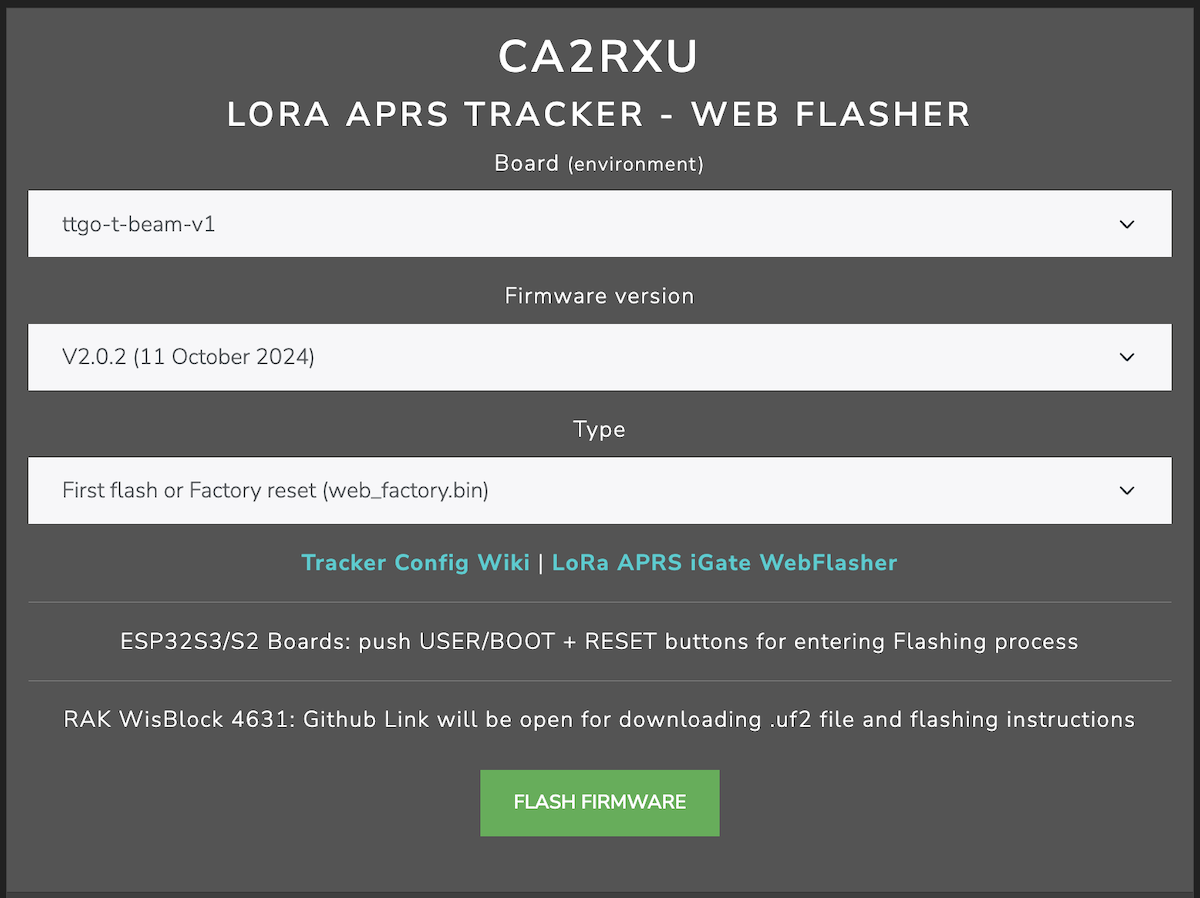 CA2RXU
LORA APRS TRACKER - WEB FLASHER
Board (environment)
ttgo-t-beam-v1
Firmware version
V2.0.2 (11 October 2024)
Type
First flash or Factory reset (web_factory.bin)
Tracker Config Wiki | LoRa APRS iGate WebFlasher
ESP32S3/S2 Boards: push USER/BOOT + RESET buttons for entering Flashing process
RAK WisBlock 4631: Github Link will be open for downloading .uf2 file and flashing instructions
FLASH FIRMWARE